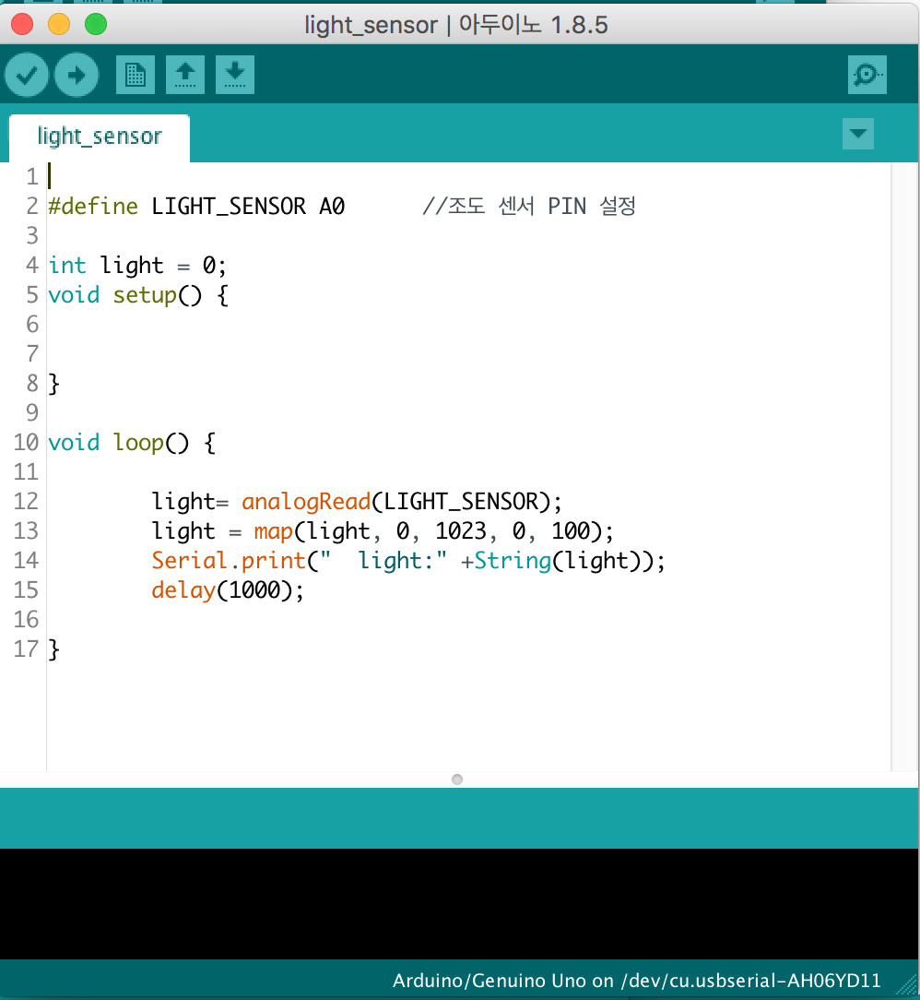 light_sensor | 아두이노 1.8.5
light_sensor
1
2 #define LIGHT_SENSOR A0      //조도 센서 PIN 설정
3
4 int light = 0;
5 void setup() {
6
7
8 }
9
10 void loop() {
11
12         light= analogRead(LIGHT_SENSOR);
13         light = map(light, 0, 1023, 0, 100);
14         Serial.print("  light:" +String(light));
15         delay(1000);
16
17 }
Arduino/Genuino Uno on /dev/cu.usbserial-AH06YD11